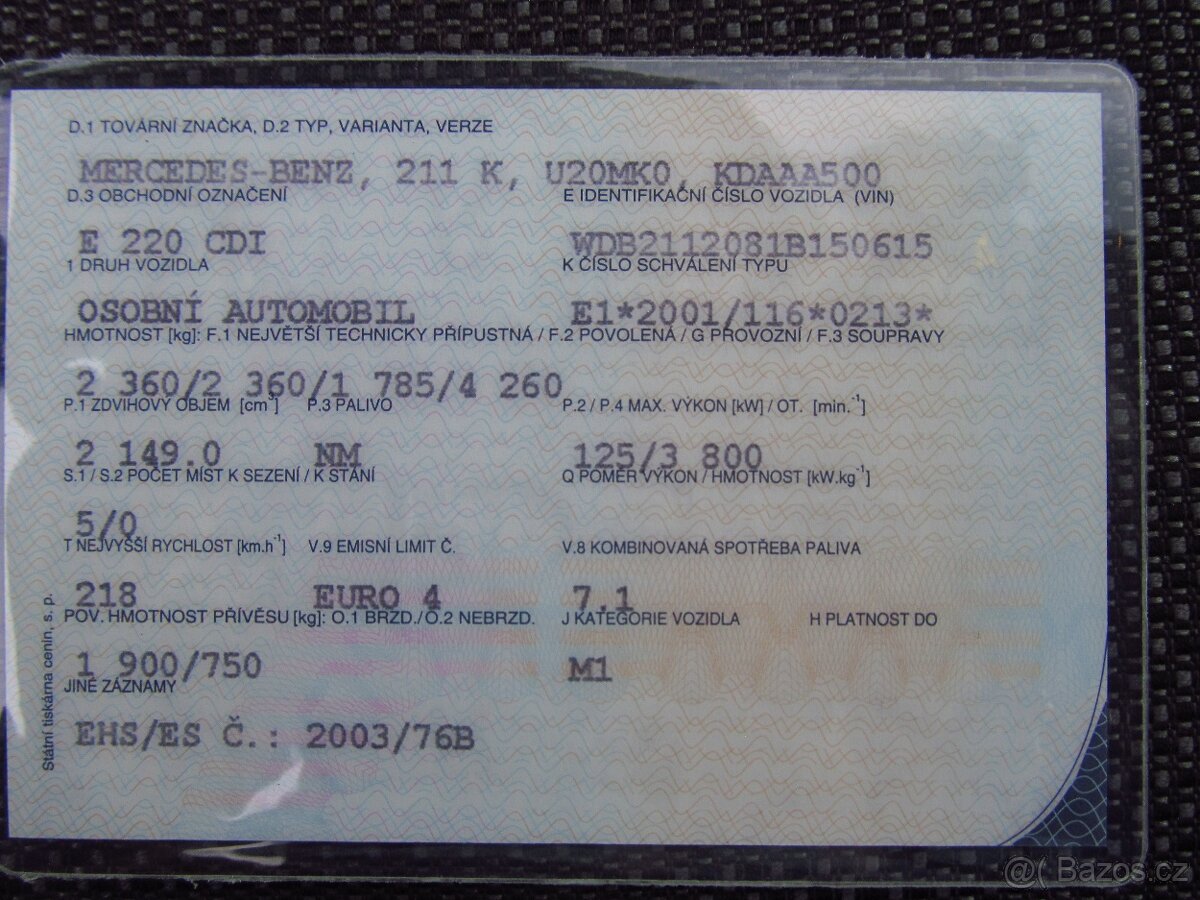 D.1 TOVÁRNÍ ZNAČKA, D.2 TYP, VARIANTA, VERZE
MERCEDES-BENZ, 211 K, U20MK0, KDAAA500
D.3 OBCHODNÍ OZNAČENÍ E IDENTIFIKAČNÍ ČÍSLO VOZIDLA (VIN)
E 220 CDI WDB2112081B150615
1 DRUH VOZIDLA K ČÍSLO SCHVÁLENÍ TYPU
OSOBNÍ AUTOMOBIL E1*2001/116*0213*
HMOTNOST [kg]: F.1 NEJVĚTŠÍ TECHNICKY PŘÍPUSTNÁ / F.2 POVOLENÁ / G PROVOZNÍ / F.3 SOUPRAVY
2 360/2 360/1 785/4 260
P.1 ZDVIHOVÝ OBJEM [cm³] P.3 PALIVO P.2 / P.4 MAX. VÝKON [kW] / OT. [min.⁻¹]
2 149.0 NM 125/3 800
S.1 / S.2 POČET MÍST K SEZENÍ / K STÁNÍ Q POMĚR VÝKON / HMOTNOST [kW.kg⁻¹]
5/0
T NEJVYŠŠÍ RYCHLOST [km.h⁻¹] V.9 EMISNÍ LIMIT Č. V.8 KOMBINOVANÁ SPOTŘEBA PALIVA
218 EURO 4 7.1
POV. HMOTNOST PŘÍVĚSU [kg]: O.1 BRZD./O.2 NEBRZD. J KATEGORIE VOZIDLA H PLATNOST DO
1 900/750 M1
JINÉ ZÁZNAMY
EHS/ES Č.: 2003/76B
Státní tiskárna cenin, s. p.
@( Bazos.cz